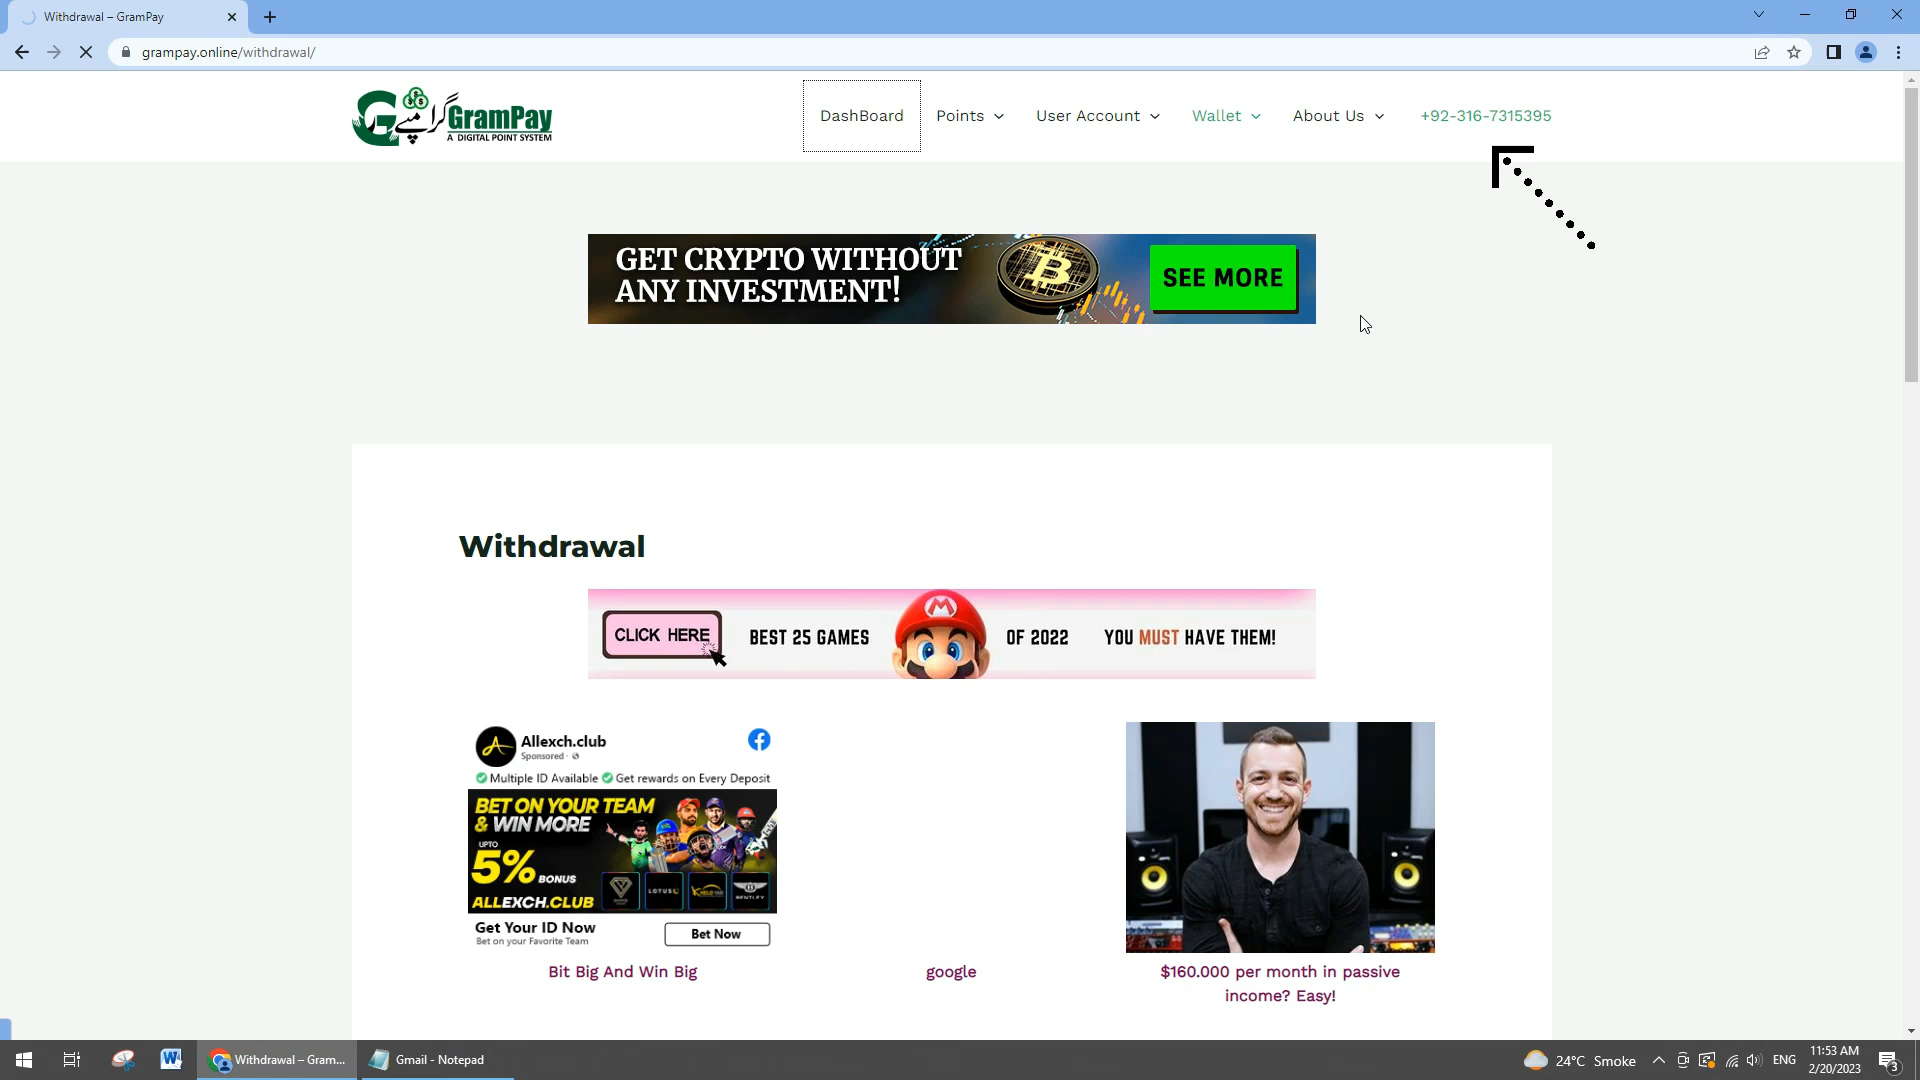 Withdrawal – GramPay
grampay.online/withdrawal/
گرامپے
GramPay
A DIGITAL POINT SYSTEM
DashBoard
Points
User Account
Wallet
About Us
+92-316-7315395
GET CRYPTO WITHOUT
ANY INVESTMENT!
SEE MORE
Withdrawal
CLICK HERE
BEST 25 GAMES
OF 2022
YOU MUST HAVE THEM!
Allexch.club
Sponsored ·
Multiple ID Available Get rewards on Every Deposit
BET ON YOUR TEAM
& WIN MORE
UPTO
5% BONUS
LOTUS
BENTLEY
ALLEXCH.CLUB
Get Your ID Now
Bet on your Favorite Team
Bet Now
Bit Big And Win Big
google
$160.000 per month in passive
income? Easy!
Withdrawal – Gram...
Gmail - Notepad
24°C Smoke
ENG
11:53 AM
2/20/2023
3